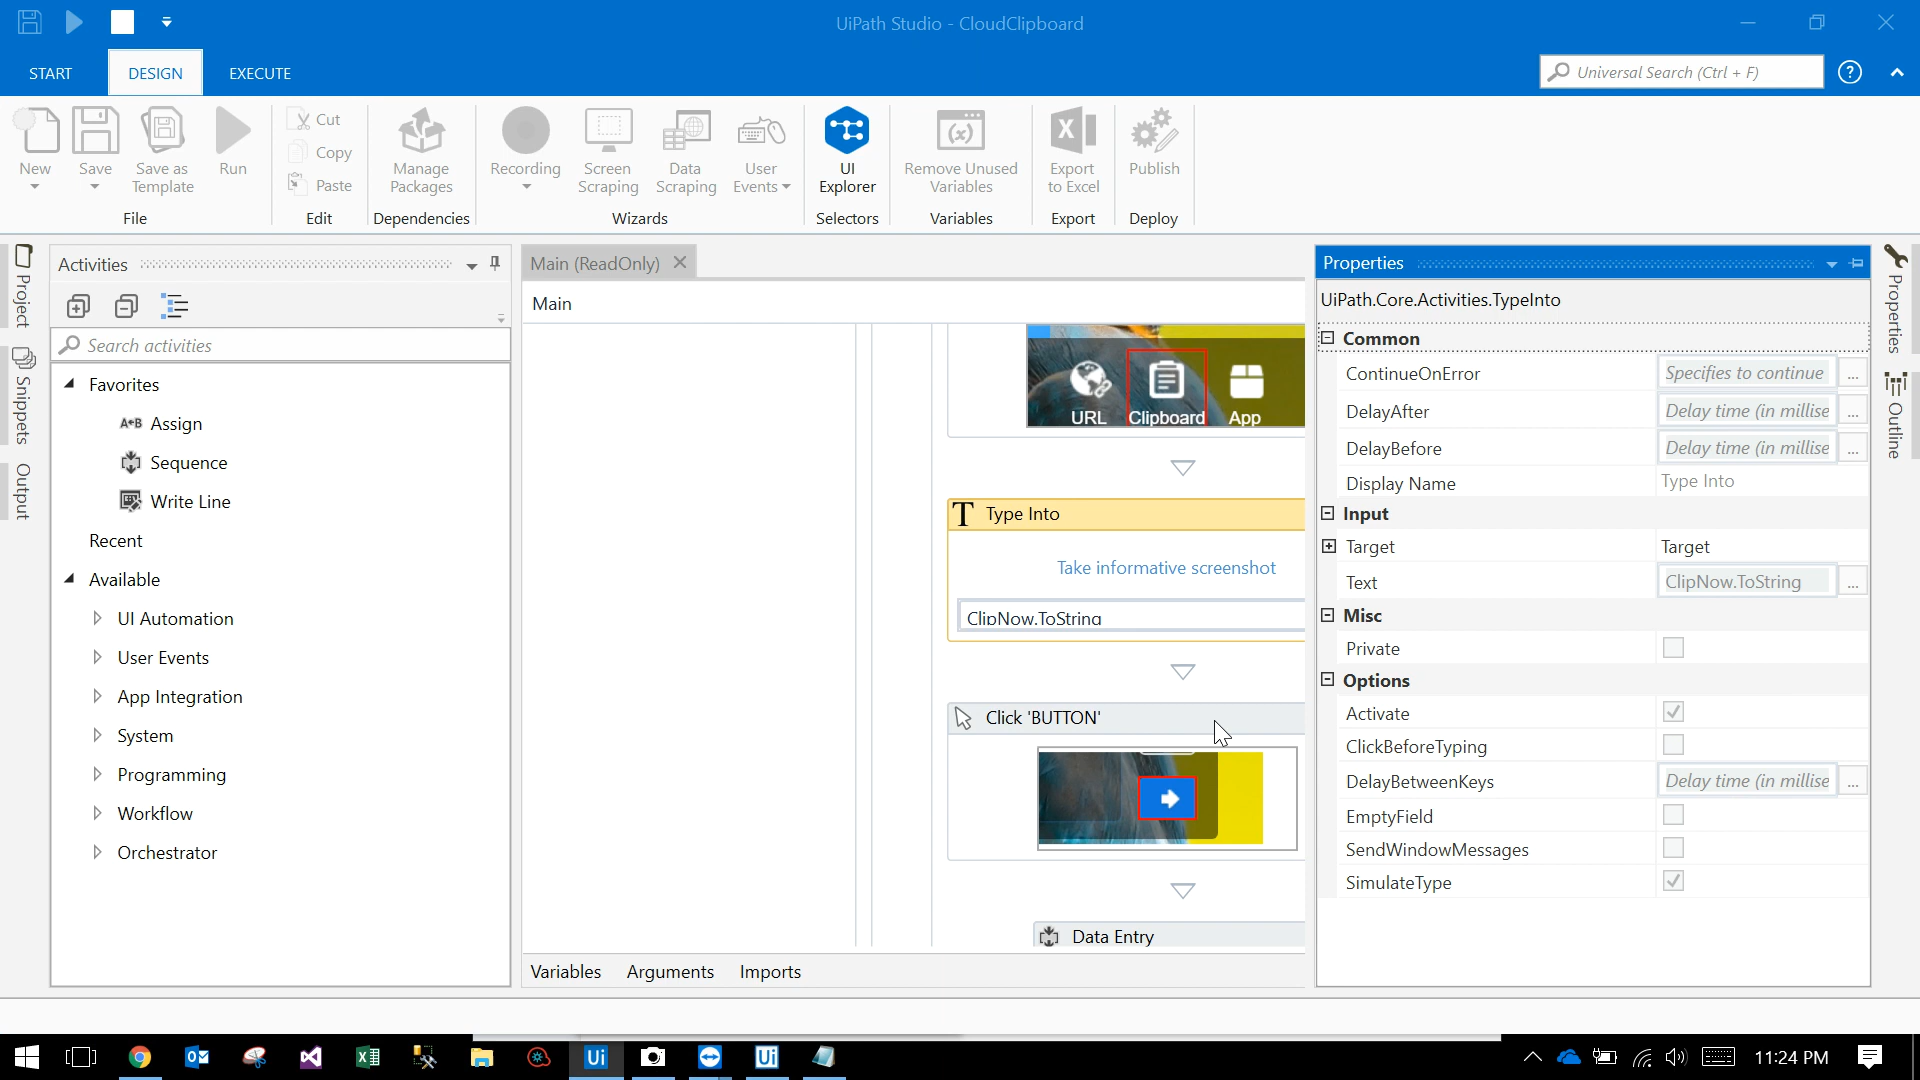 UiPath Studio - CloudClipboard
START
DESIGN
EXECUTE
Universal Search (Ctrl + F)
?
New
Save
Save as
Template
Run
File
Cut
Copy
Paste
Edit
Manage
Packages
Dependencies
Recording
Screen
Scraping
Data
Scraping
User
Events
Wizards
UI
Explorer
Selectors
Remove Unused
Variables
Variables
Export
to Excel
Export
Publish
Deploy
Project
Snippets
Output
Activities
Search activities
Favorites
A+B Assign
Sequence
Write Line
Recent
Available
UI Automation
User Events
App Integration
System
Programming
Workflow
Orchestrator
Main (ReadOnly)
Main
URL
Clipboard
App
T Type Into
Take informative screenshot
ClipNow.ToString
Click 'BUTTON'
Data Entry
Variables
Arguments
Imports
Properties
UiPath.Core.Activities.TypeInto
Common
ContinueOnError
Specifies to continue
...
DelayAfter
Delay time (in millise
...
DelayBefore
Delay time (in millise
...
Display Name
Type Into
Input
Target
Target
Text
ClipNow.ToString
...
Misc
Private
Options
Activate
ClickBeforeTyping
DelayBetweenKeys
Delay time (in millise
...
EmptyField
SendWindowMessages
SimulateType
Properties
Outline
Ui
Ui
11:24 PM